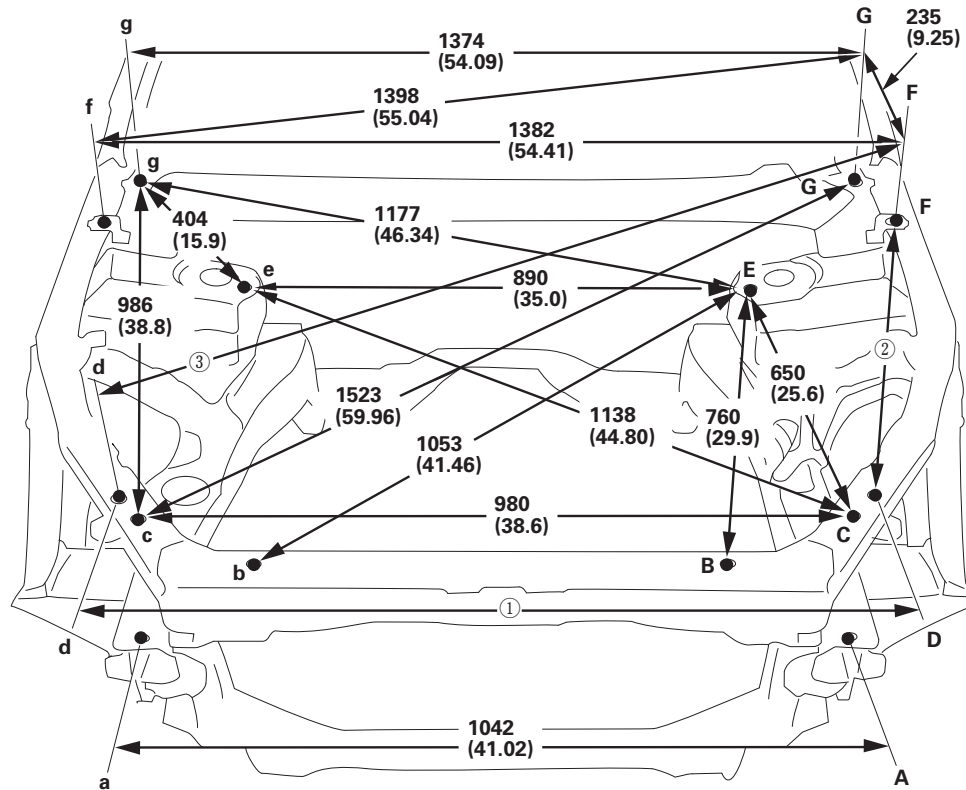 g
G
235
(9.25)
1374
(54.09)
f
1398
(55.04)
F
1382
(54.41)
g
G
F
404
(15.9)
1177
(46.34)
e
890
(35.0)
E
986
(38.8)
d
③
②
650
(25.6)
1523
(59.96)
1138
(44.80)
760
(29.9)
1053
(41.46)
980
(38.6)
c
C
b
B
①
d
D
1042
(41.02)
a
A